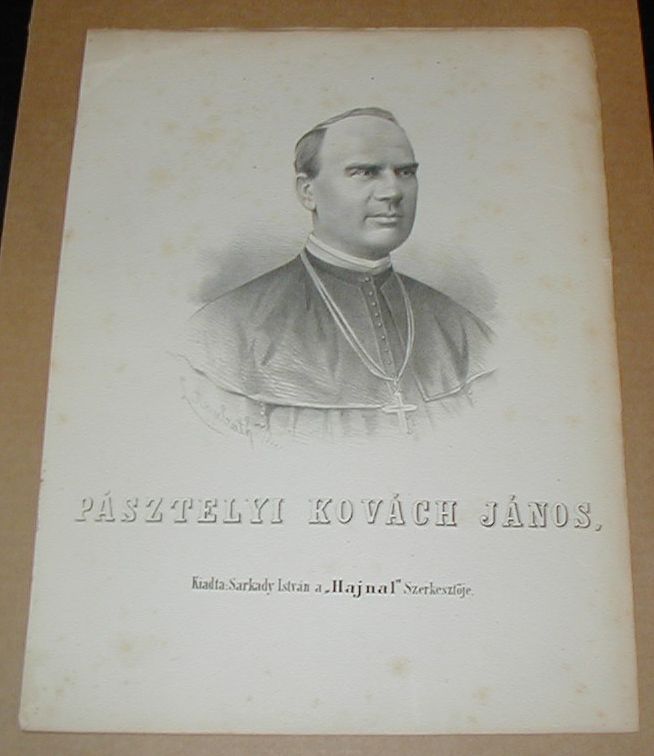 PÁSZTELYI KOVÁCH JÁNOS,
Kiadta: Sarkady István a „Hajnal" Szerkesztője.